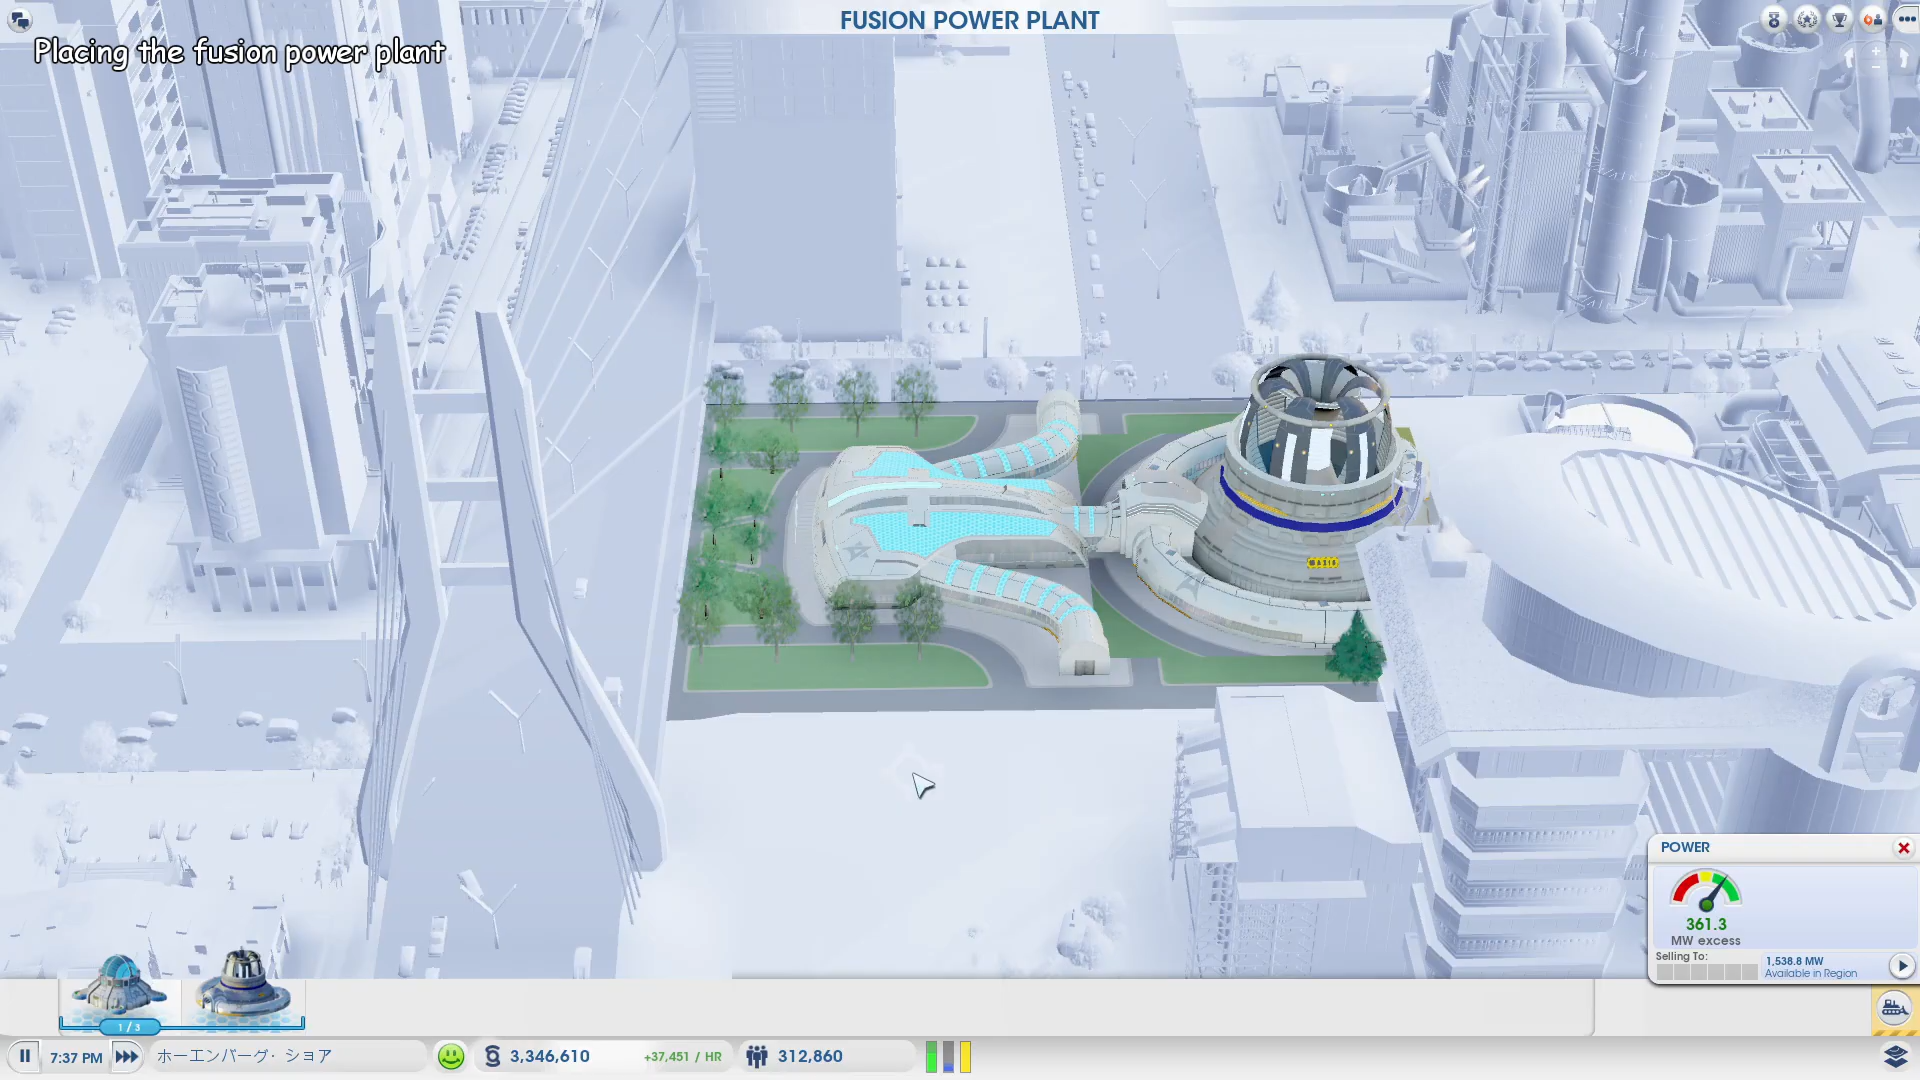 FUSION POWER PLANT
Placing the fusion power plant
POWER
361.3
MW excess
Selling To:
1,538.8 MW
Available in Region
1 / 3
7:37 PM
ホーエンバーグ・ショア
3,346,610
+37,451 / HR
312,860